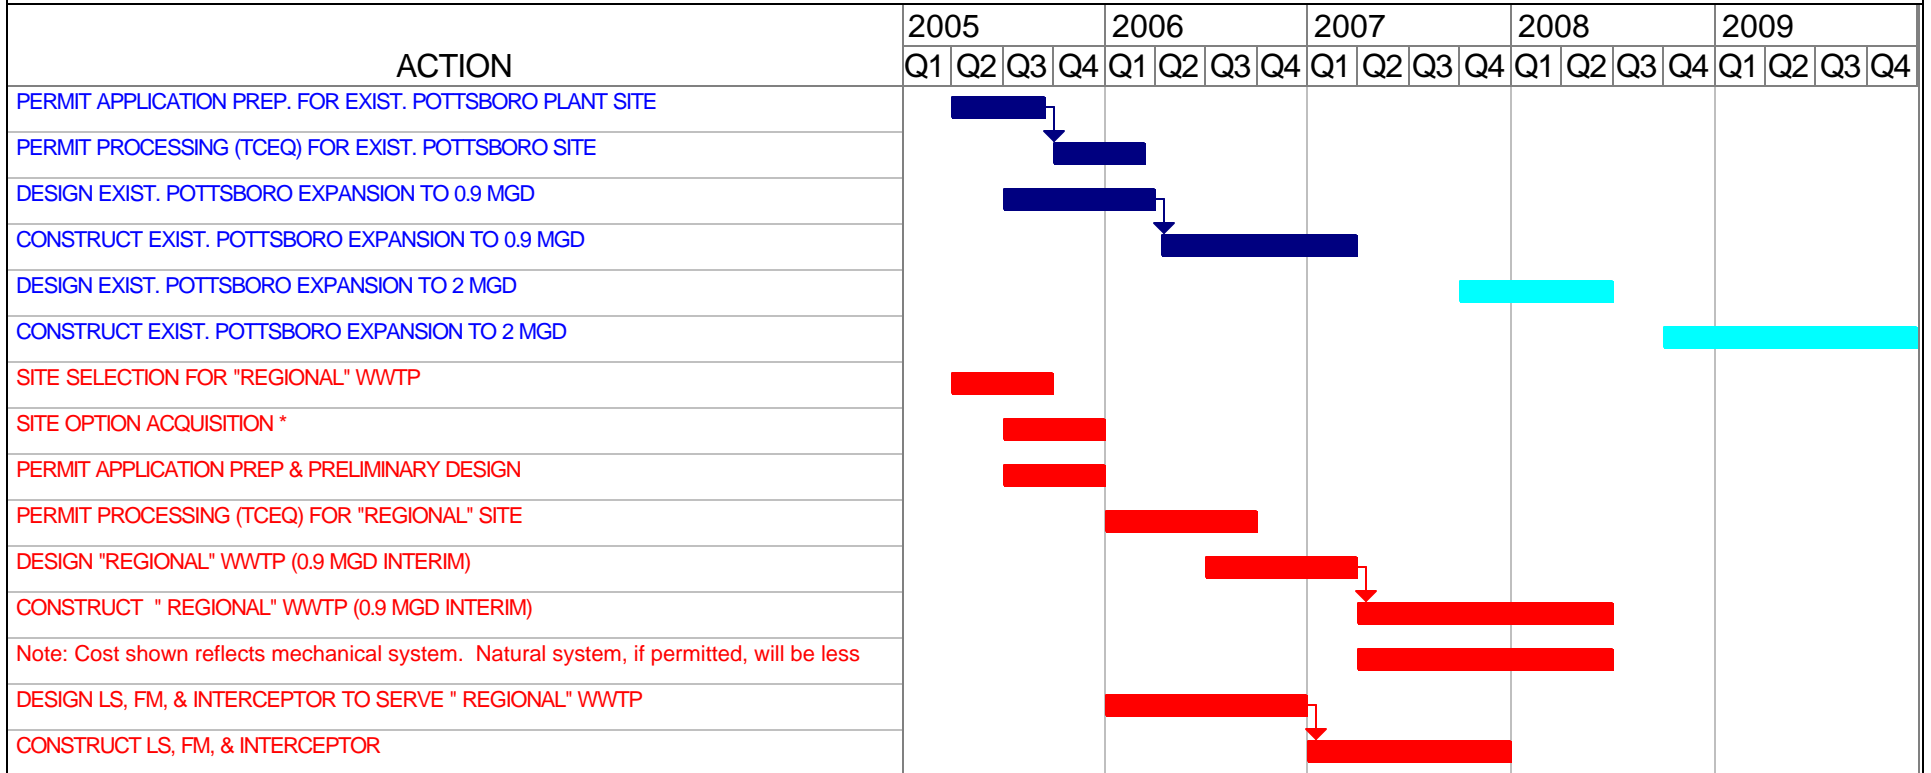 2005 2006 2007 2008 2009
ACTION Q1 Q2 Q3 Q4 Q1 Q2 Q3 Q4 Q1 Q2 Q3 Q4 Q1 Q2 Q3 Q4 Q1 Q2 Q3 Q4
PERMIT APPLICATION PREP. FOR EXIST. POTTSBORO PLANT SITE
PERMIT PROCESSING (TCEQ) FOR EXIST. POTTSBORO SITE
DESIGN EXIST. POTTSBORO EXPANSION TO 0.9 MGD
CONSTRUCT EXIST. POTTSBORO EXPANSION TO 0.9 MGD
DESIGN EXIST. POTTSBORO EXPANSION TO 2 MGD
CONSTRUCT EXIST. POTTSBORO EXPANSION TO 2 MGD
SITE SELECTION FOR "REGIONAL" WWTP
SITE OPTION ACQUISITION *
PERMIT APPLICATION PREP & PRELIMINARY DESIGN
PERMIT PROCESSING (TCEQ) FOR "REGIONAL" SITE
DESIGN "REGIONAL" WWTP (0.9 MGD INTERIM)
CONSTRUCT " REGIONAL" WWTP (0.9 MGD INTERIM)
Note: Cost shown reflects mechanical system. Natural system, if permitted, will be less
DESIGN LS, FM, & INTERCEPTOR TO SERVE " REGIONAL" WWTP
CONSTRUCT LS, FM, & INTERCEPTOR